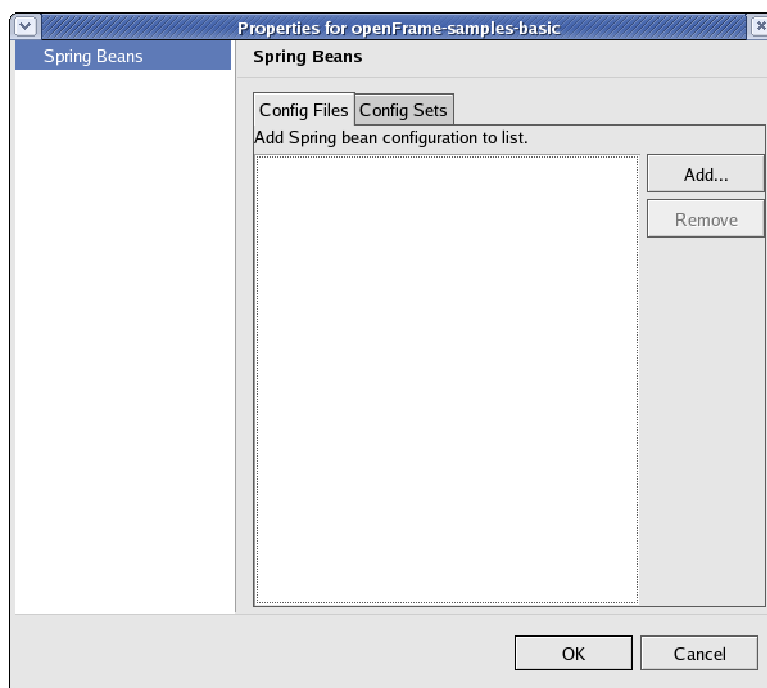 Properties for openFrame-samples-basic
Spring Beans
Spring Beans
Config Files
Config Sets
Add Spring bean configuration to list.
Add...
Remove
OK
Cancel